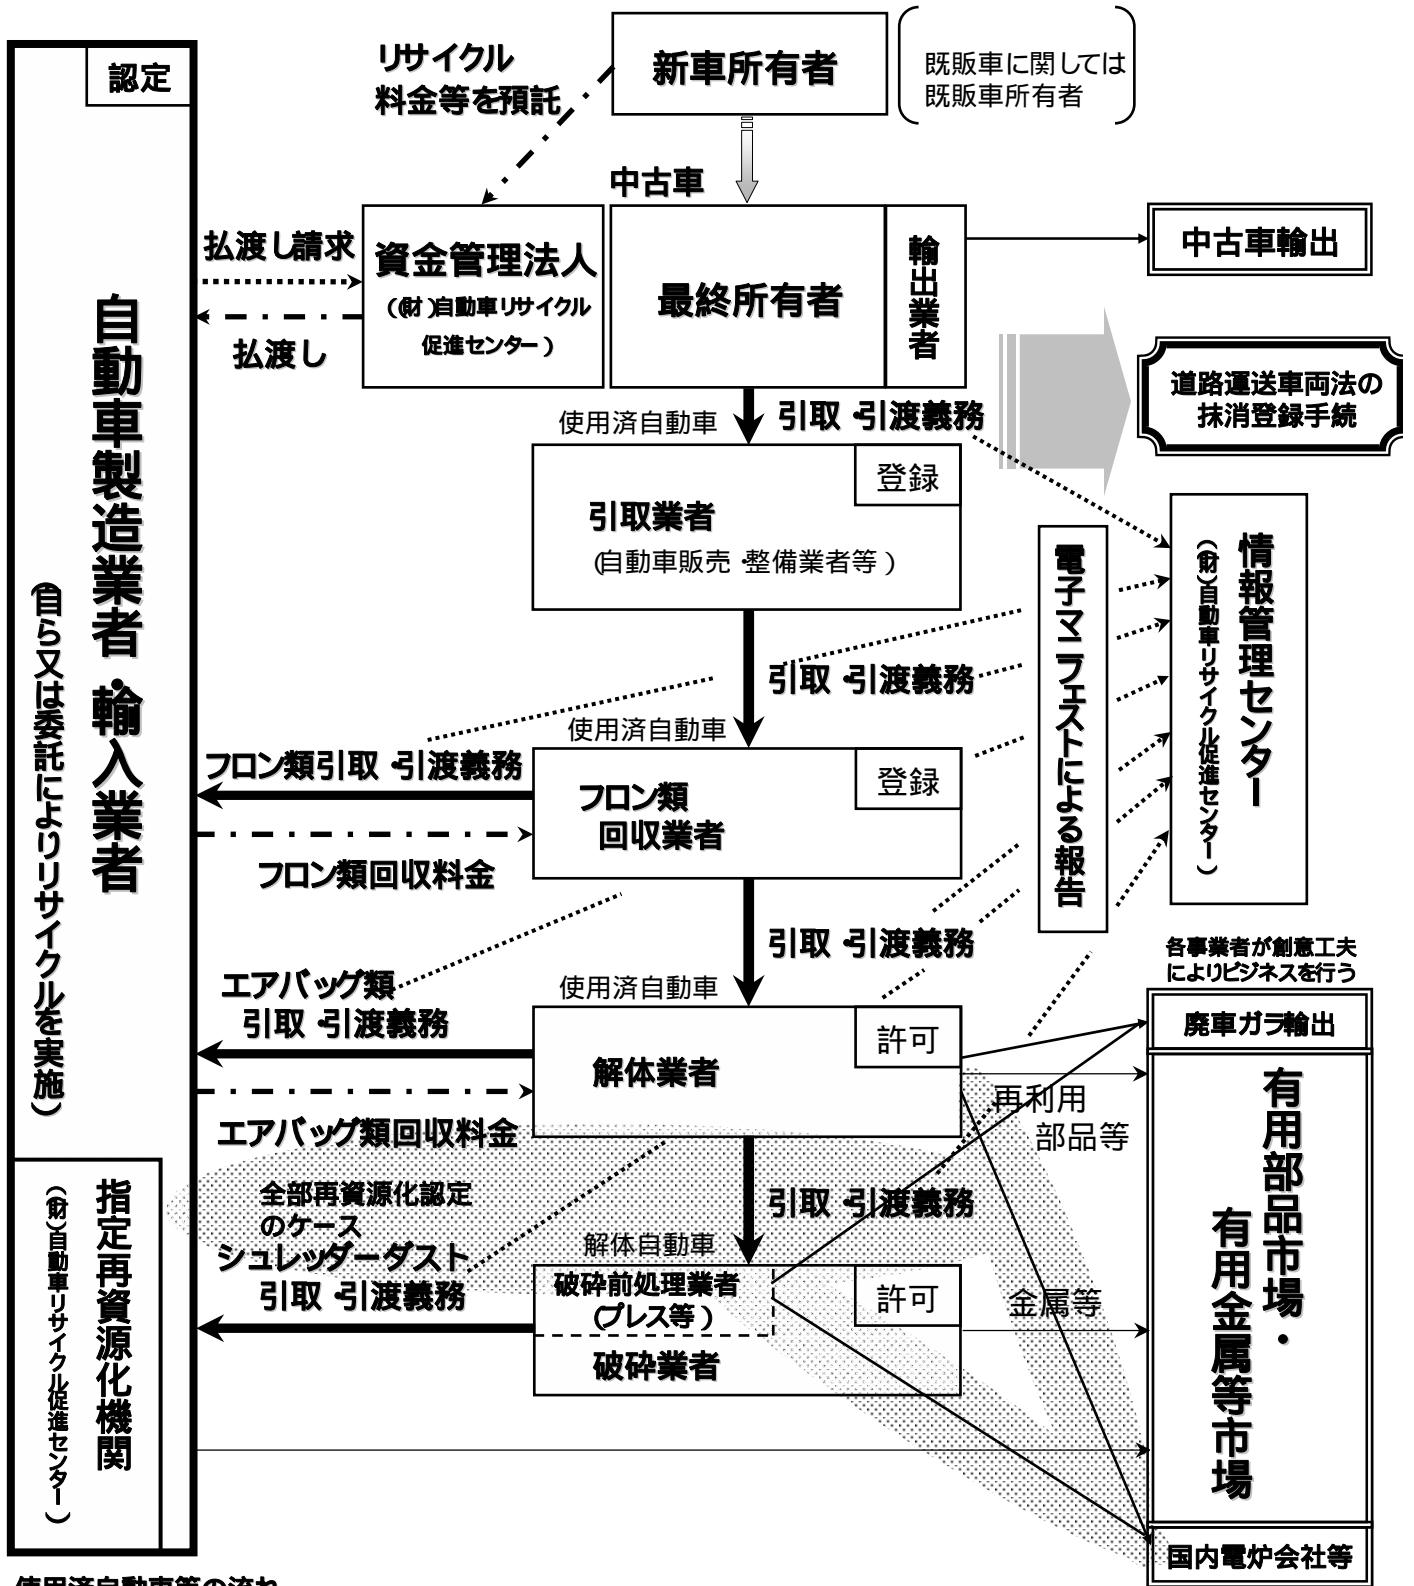 リサイクル
料金等を預託
新車所有者
既販車に関しては
既販車所有者
認定
中古車
払渡し請求
払渡し
資金管理法人
((財)自動車リサイクル
促進センター)
最終所有者
輸出業者
中古車輸出
道路運送車両法の
抹消登録手続
自動車製造業者・輸入業者
(自ら又は委託によりリサイクルを実施)
使用済自動車
引取・引渡義務
登録
引取業者
(自動車販売・整備業者等)
電子マニフェストによる報告
情報管理センター
((財)自動車リサイクル促進センター)
引取・引渡義務
使用済自動車
フロン類引取・引渡義務
フロン類回収料金
登録
フロン類
回収業者
引取・引渡義務
使用済自動車
エアバッグ類
引取・引渡義務
エアバッグ類回収料金
許可
解体業者
各事業者が創意工夫
によりビジネスを行う
廃車ガラ輸出
再利用
部品等
有用部品市場・
有用金属等市場
指定再資源化機関
((財)自動車リサイクル促進センター)
全部再資源化認定
のケース
シュレッダーダスト
引取・引渡義務
引取・引渡義務
解体自動車
破砕前処理業者
(プレス等)
許可
破砕業者
金属等
国内電炉会社等
使用済自動車等の流れ